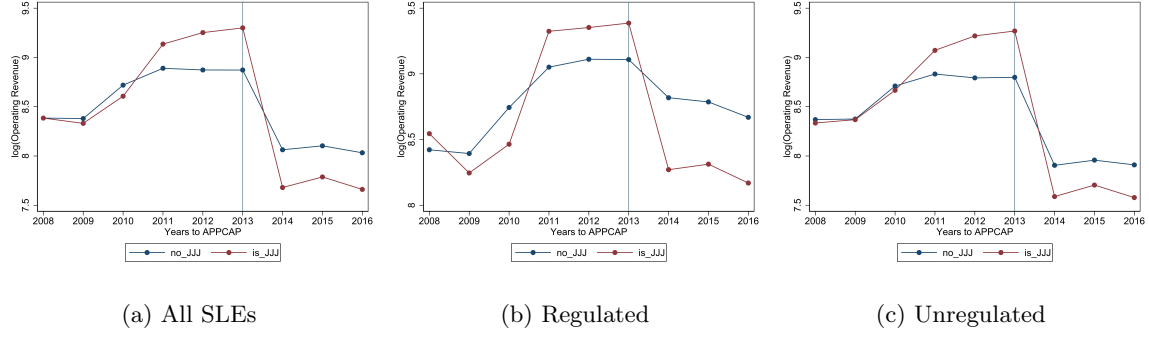 9.5
9
8.5
8
7.5
log(Operating Revenue)
2008 2009 2010 2011 2012 2013 2014 2015 2016
Years to APPCAP
no_JJJ is_JJJ
(a) All SLEs
9.5
9
8.5
8
log(Operating Revenue)
2008 2009 2010 2011 2012 2013 2014 2015 2016
Years to APPCAP
no_JJJ is_JJJ
(b) Regulated
9.5
9
8.5
8
7.5
log(Operating Revenue)
2008 2009 2010 2011 2012 2013 2014 2015 2016
Years to APPCAP
no_JJJ is_JJJ
(c) Unregulated